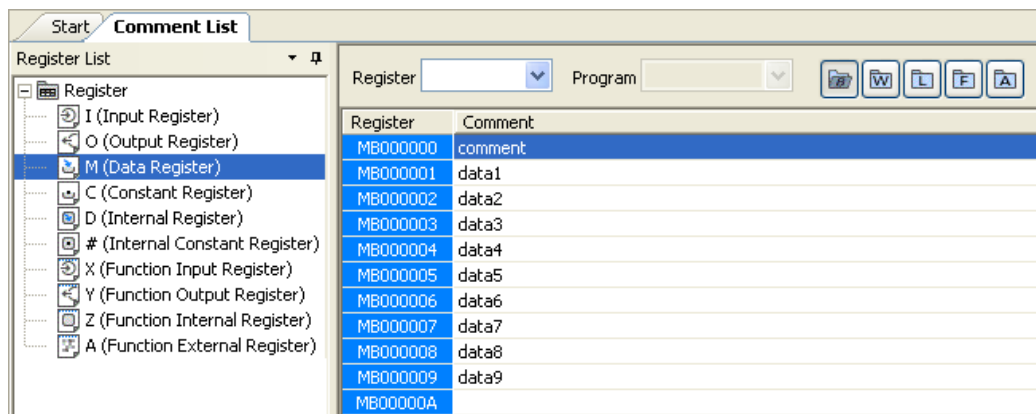 Start Comment List
Register List
Register
I (Input Register)
O (Output Register)
M (Data Register)
C (Constant Register)
D (Internal Register)
# (Internal Constant Register)
X (Function Input Register)
Y (Function Output Register)
Z (Function Internal Register)
A (Function External Register)
Register Program B W L F A
Register Comment
MB000000 comment
MB000001 data1
MB000002 data2
MB000003 data3
MB000004 data4
MB000005 data5
MB000006 data6
MB000007 data7
MB000008 data8
MB000009 data9
MB00000A